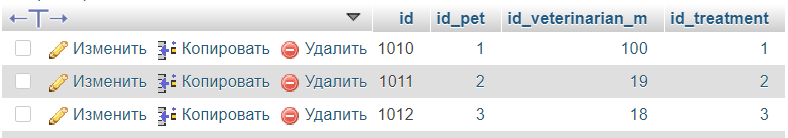 id id_pet id_veterinarian_m id_treatment
Изменить Копировать Удалить 1010 1 100 1
Изменить Копировать Удалить 1011 2 19 2
Изменить Копировать Удалить 1012 3 18 3